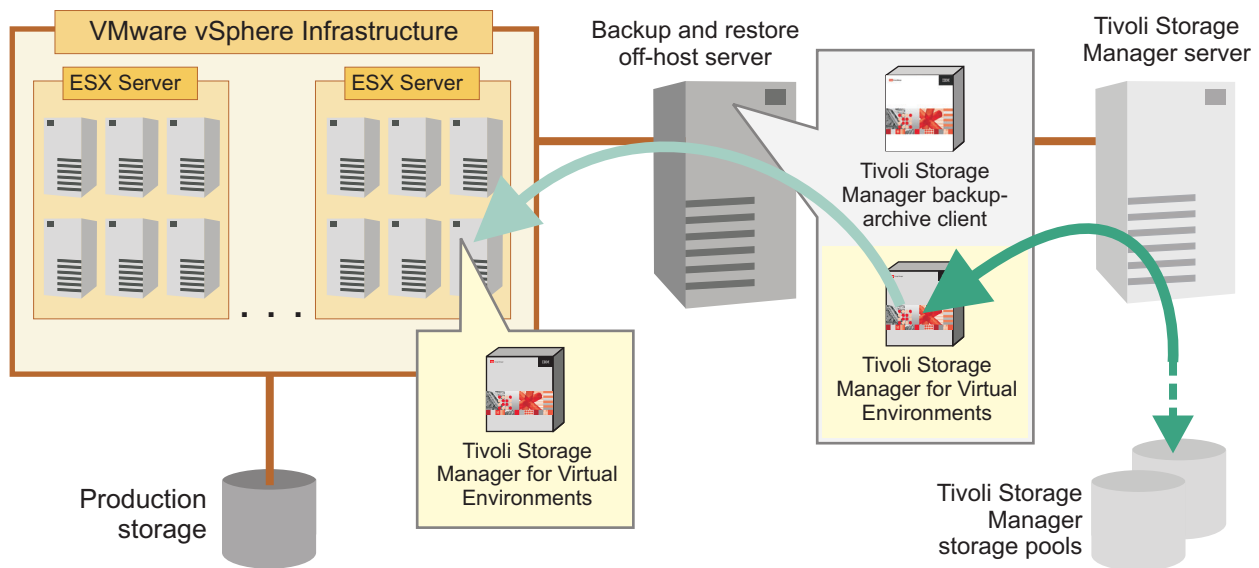 VMware vSphere Infrastructure
ESX Server
ESX Server
. . .
Backup and restore
off-host server
Tivoli Storage
Manager server
Tivoli Storage
Manager backup-
archive client
Tivoli Storage
Manager for Virtual
Environments
Tivoli Storage
Manager for Virtual
Environments
Production
storage
Tivoli Storage
Manager
storage pools